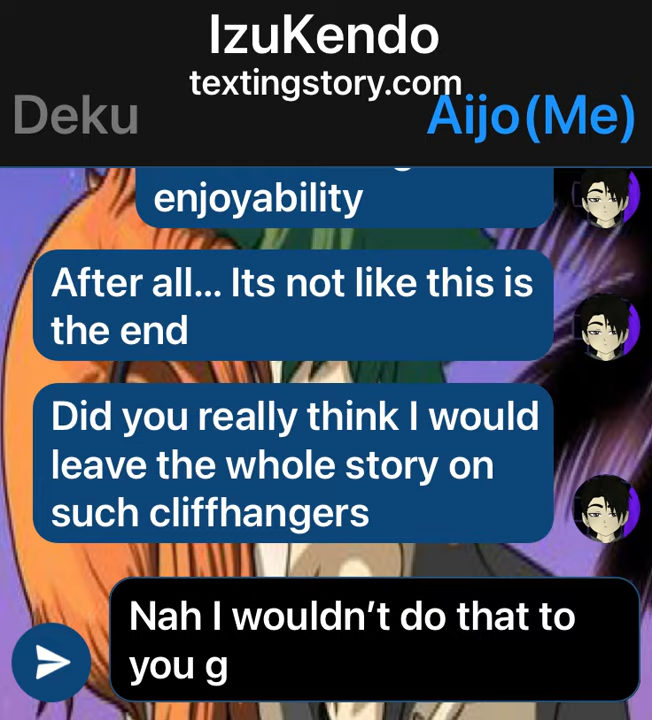 IzuKendo
textingstory.com
Deku Aijo(Me)
enjoyability
After all... Its not like this is
the end
Did you really think I would
leave the whole story on
such cliffhangers
Nah I wouldn’t do that to
you g